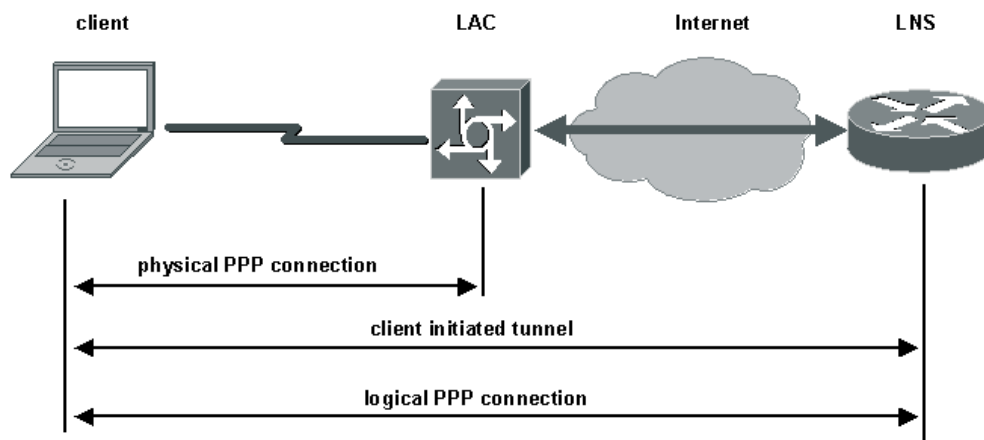 client
LAC
Internet
LNS
physical PPP connection
client initiated tunnel
logical PPP connection